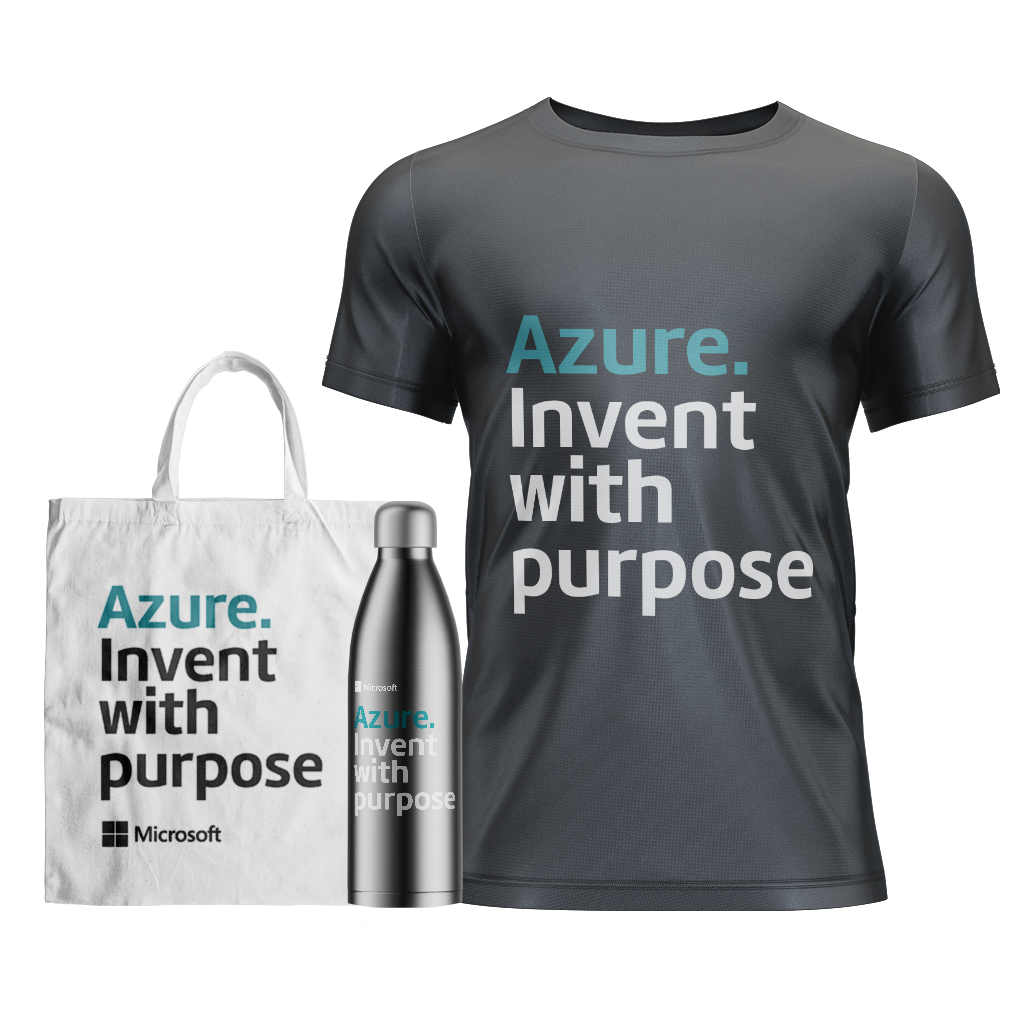 Azure.
Invent
with
purpose
Microsoft
Microsoft
Azure.
Invent
with
purpose
Azure.
Invent
with
purpose